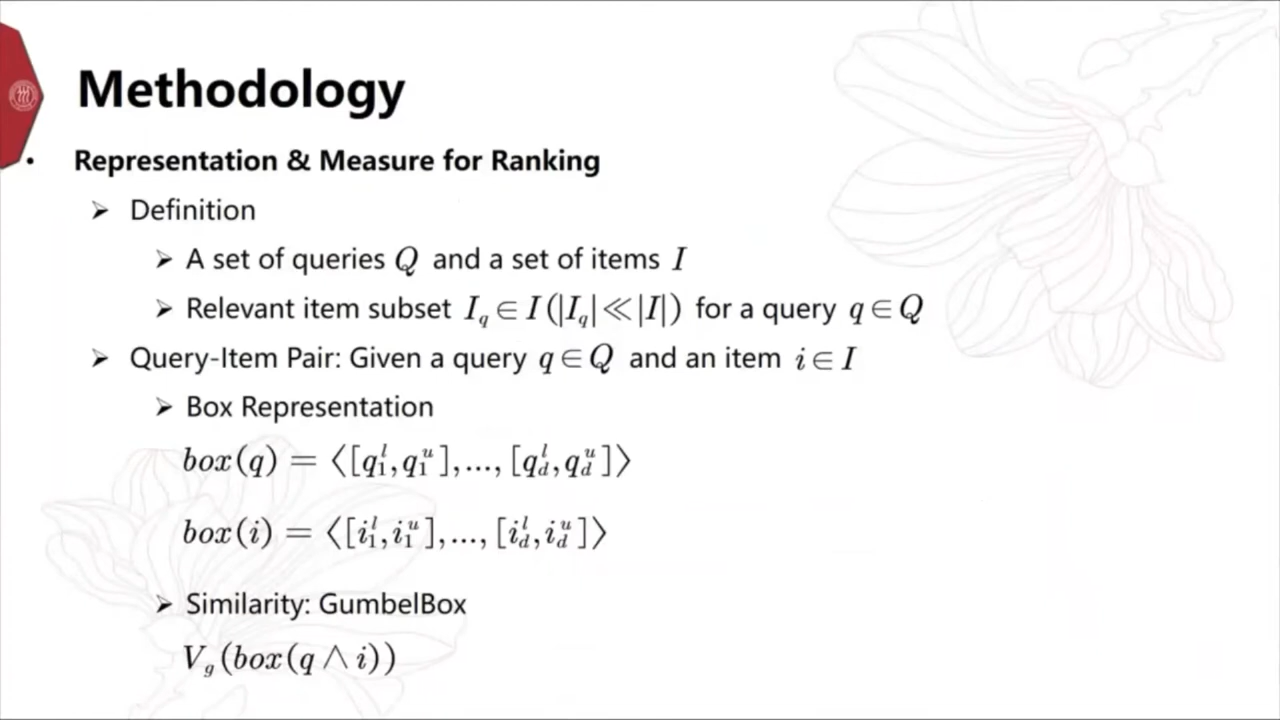 Methodology
• Representation & Measure for Ranking
➢ Definition
➢ A set of queries Q and a set of items I
➢ Relevant item subset I_q ∈ I (|I_q| ≪ |I|) for a query q ∈ Q
➢ Query-Item Pair: Given a query q ∈ Q and an item i ∈ I
➢ Box Representation
box(q) = ⟨[q_1^l, q_1^u], ..., [q_d^l, q_d^u]⟩
box(i) = ⟨[i_1^l, i_1^u], ..., [i_d^l, i_d^u]⟩
➢ Similarity: GumbelBox
V_g(box(q ∧ i))